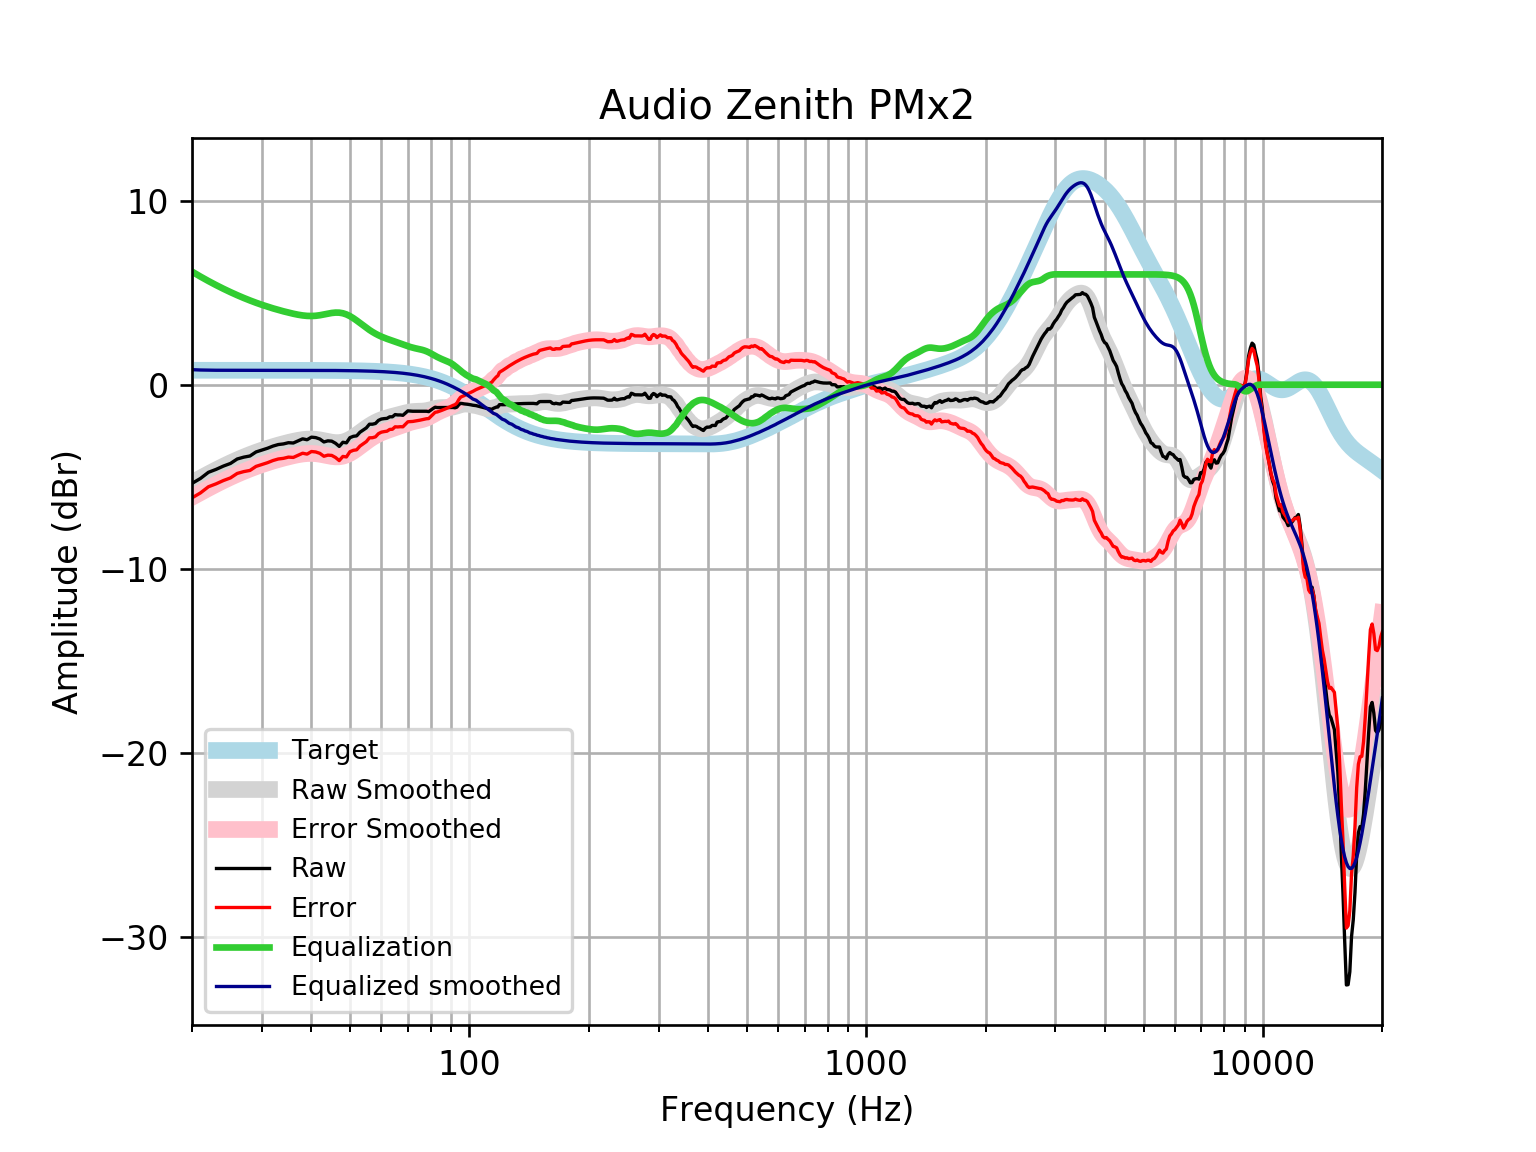 Audio Zenith PMx2
Amplitude (dBr)
10
0
−10
−20
−30
Target
Raw Smoothed
Error Smoothed
Raw
Error
Equalization
Equalized smoothed
100
1000
10000
Frequency (Hz)